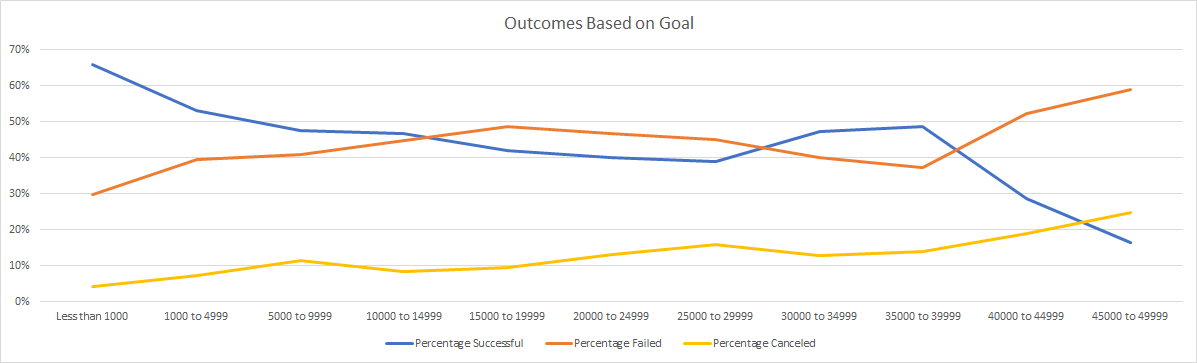 Outcomes Based on Goal
70%
60%
50%
40%
30%
20%
10%
0%
Less than 1000 1000 to 4999 5000 to 9999 10000 to 14999 15000 to 19999 20000 to 24999 25000 to 29999 30000 to 34999 35000 to 39999 40000 to 44999 45000 to 49999
Percentage Successful Percentage Failed Percentage Canceled